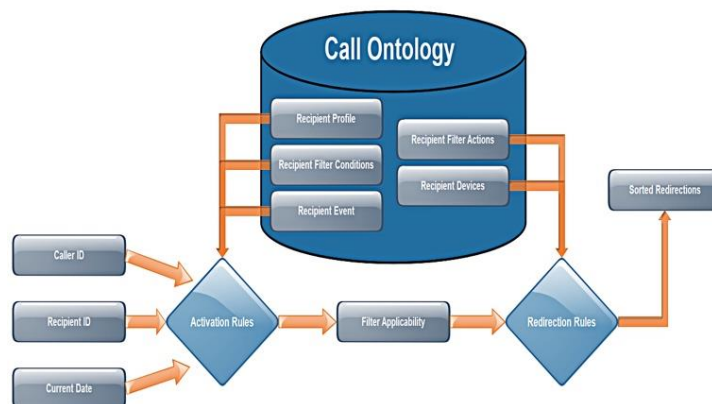 Call Ontology
Recipient Profile
Recipient Filter Actions
Recipient Filter Conditions
Recipient Devices
Sorted Redirections
Recipient Event
Caller ID
Recipient ID
Activation Rules
Filter Applicability
Redirection Rules
Current Date